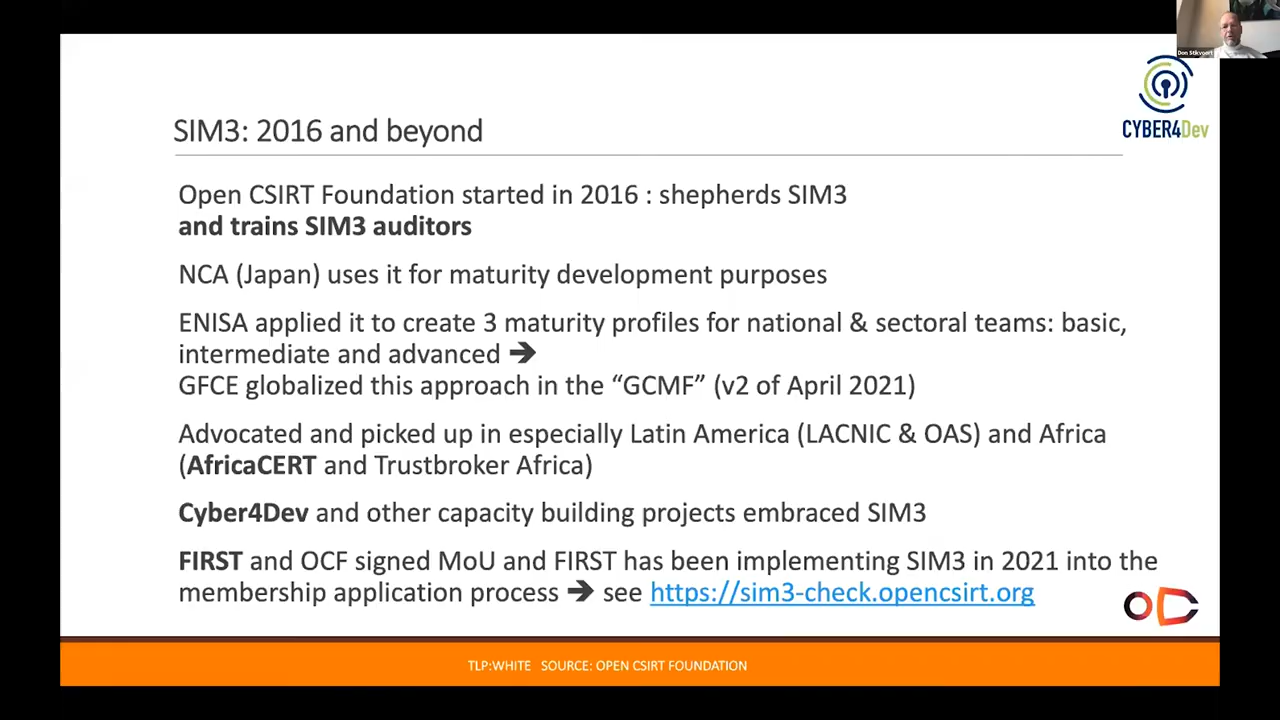 Don Stikvoort
CYBER4Dev
SIM3: 2016 and beyond
Open CSIRT Foundation started in 2016 : shepherds SIM3
and trains SIM3 auditors
NCA (Japan) uses it for maturity development purposes
ENISA applied it to create 3 maturity profiles for national & sectoral teams: basic,
intermediate and advanced ➔
GFCE globalized this approach in the “GCMF” (v2 of April 2021)
Advocated and picked up in especially Latin America (LACNIC & OAS) and Africa
(AfricaCERT and Trustbroker Africa)
Cyber4Dev and other capacity building projects embraced SIM3
FIRST and OCF signed MoU and FIRST has been implementing SIM3 in 2021 into the
membership application process ➔ see https://sim3-check.opencsirt.org
TLP:WHITE SOURCE: OPEN CSIRT FOUNDATION